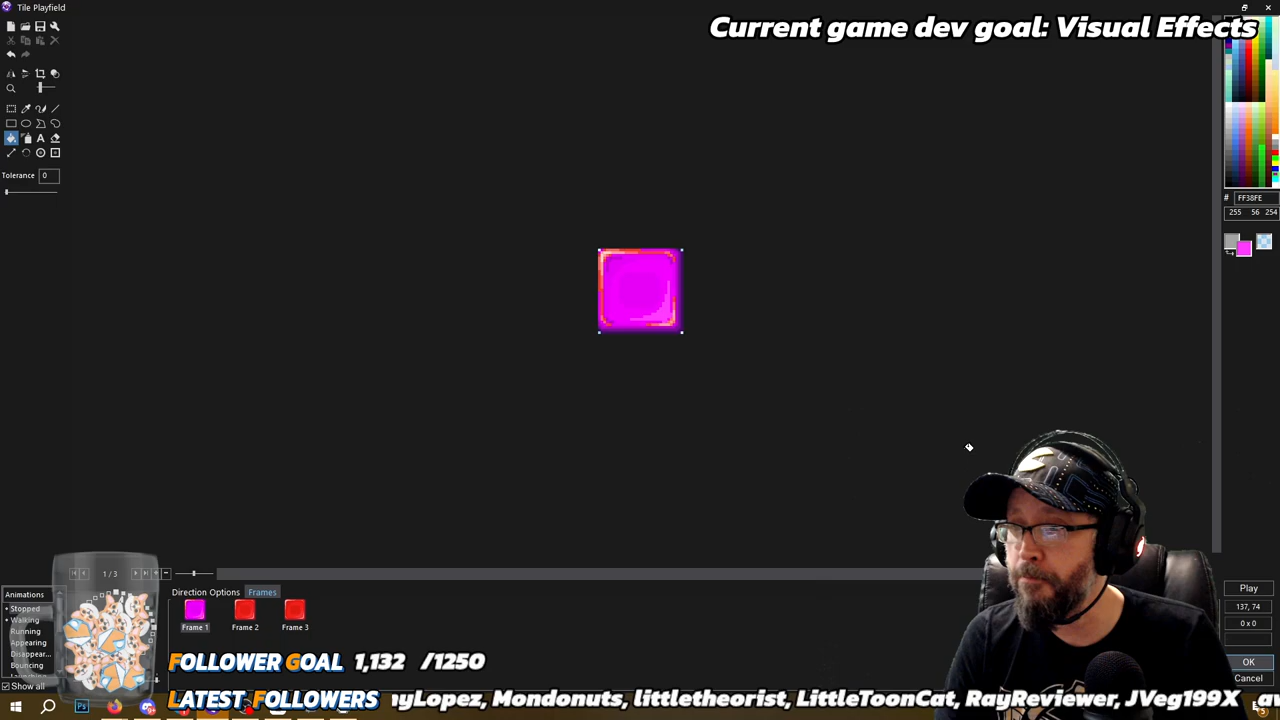 Tile Playfield
Current game dev goal: Visual Effects
Tolerance 0
# FF38FE
255 56 254
1 / 3
Animations
Stopped
Walking
Running
Appearing
Disappear...
Bouncing
Show all
Direction Options Frames
Frame 1 Frame 2 Frame 3
Play
137, 74
0 x 0
OK
Cancel
FOLLOWER GOAL 1,132 /1250
LATEST FOLLOWERS yLopez, Mondonuts, littletheorist, LittleToonCat, RayReviewer, JVeg199X